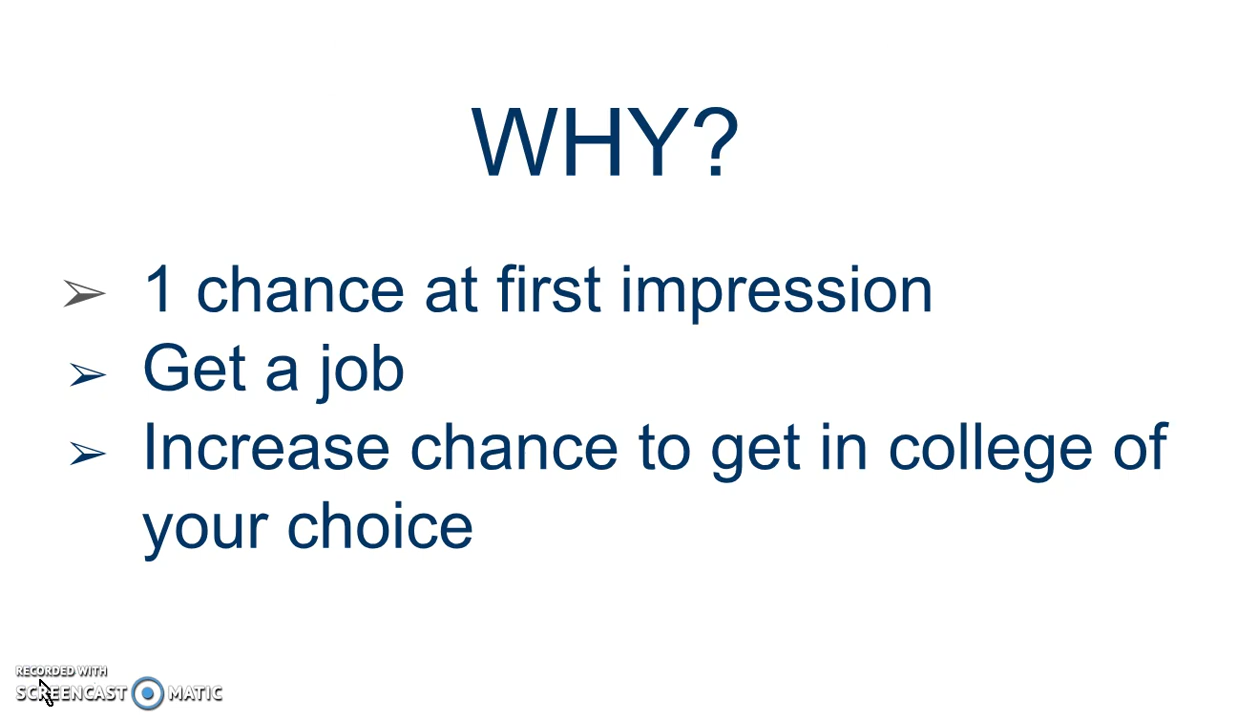 WHY?
➢ 1 chance at first impression
➢ Get a job
➢ Increase chance to get in college of
your choice
RECORDED WITH
SCREENCAST MATIC